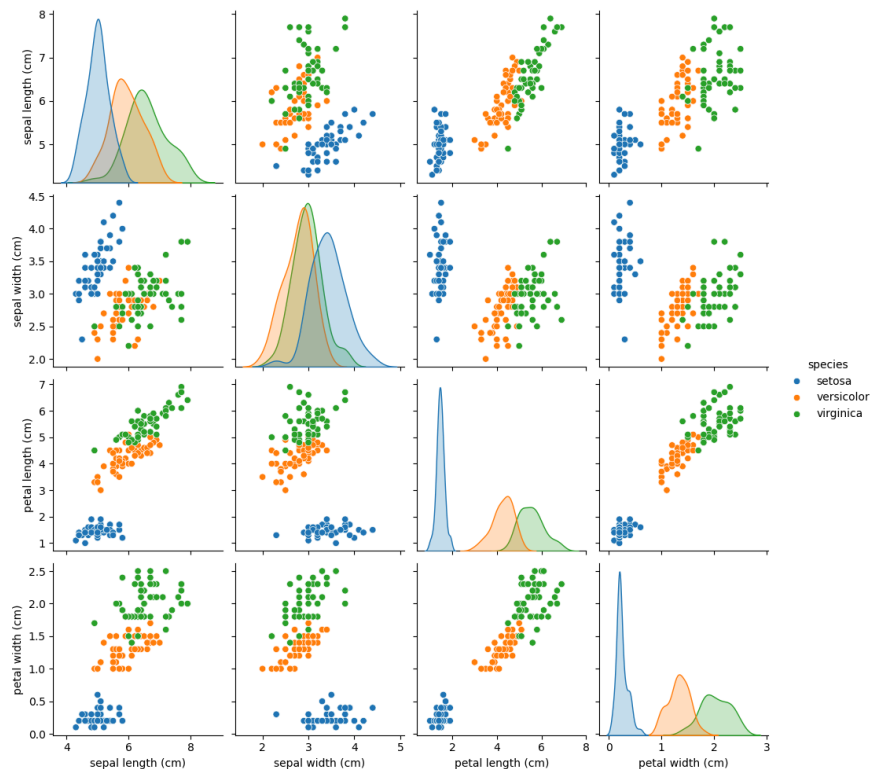 8
7
6
5
sepal length (cm)
4.5
4.0
3.5
3.0
2.5
2.0
sepal width (cm)
species
setosa
versicolor
virginica
7
6
5
4
3
2
1
petal length (cm)
2.5
2.0
1.5
1.0
0.5
0.0
petal width (cm)
4 6 8
sepal length (cm)
2 3 4 5
sepal width (cm)
2 4 6 8
petal length (cm)
0 1 2 3
petal width (cm)